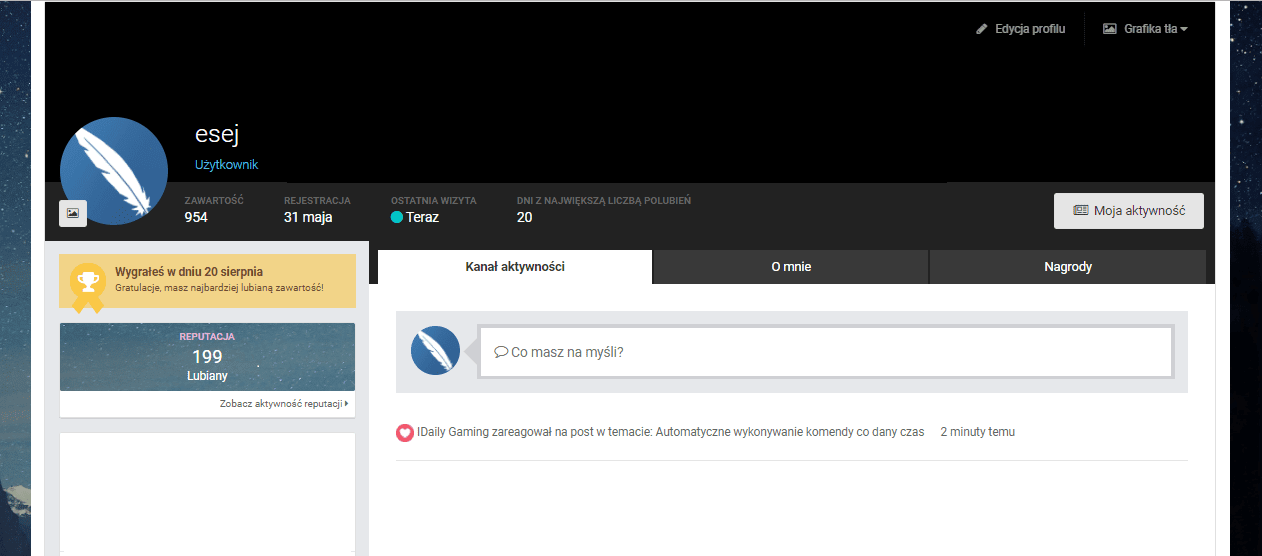 Edycja profilu
Grafika tła
esej
Użytkownik
ZAWARTOŚĆ
954
REJESTRACJA
31 maja
OSTATNIA WIZYTA
Teraz
DNI Z NAJWIĘKSZĄ LICZBĄ POLUBIEŃ
20
Moja aktywność
Wygrałeś w dniu 20 sierpnia
Gratulacje, masz najbardziej lubianą zawartość!
REPUTACJA
199
Lubiany
Zobacz aktywność reputacji
Kanał aktywności
O mnie
Nagrody
Co masz na myśli?
IDaily Gaming zareagował na post w temacie: Automatyczne wykonywanie komendy co dany czas 2 minuty temu